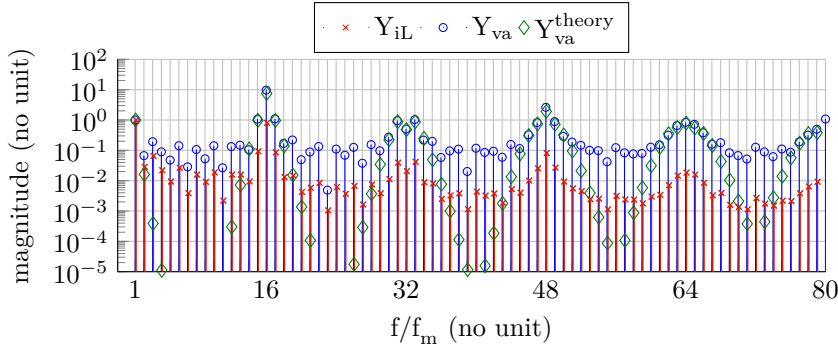 Y_iL Y_va Y_va^theory
10^2
10^1
10^0
10^−1
10^−2
10^−3
10^−4
10^−5
magnitude (no unit)
1 16 32 48 64 80
f/f_m (no unit)